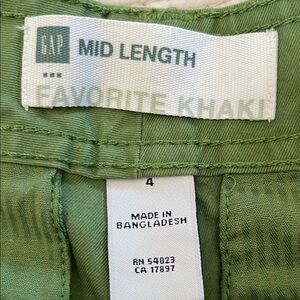 GAP MID LENGTH
...
FAVORITE KHAKI
4
MADE IN
BANGLADESH
RN 54023
CA 17897